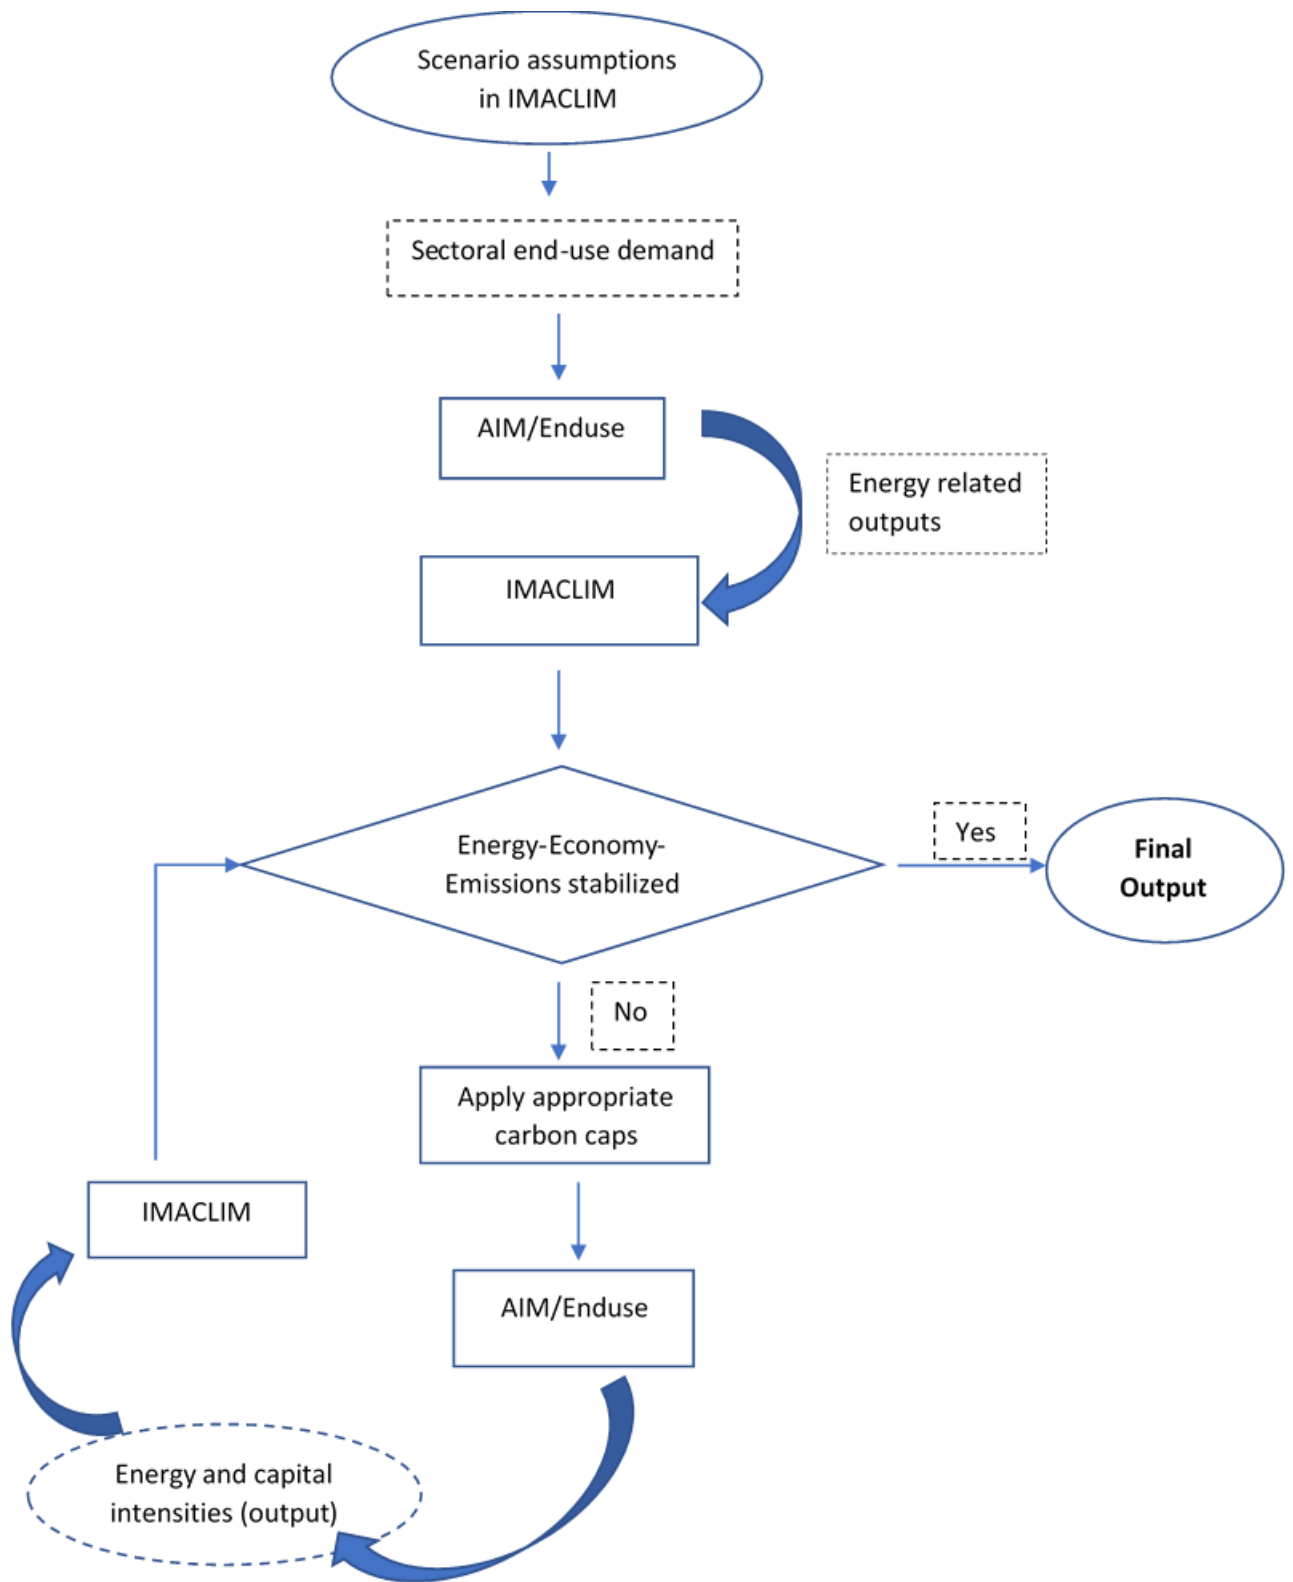 Scenario assumptions
in IMACLIM
Sectoral end-use demand
AIM/Enduse
Energy related
outputs
IMACLIM
Energy-Economy-
Emissions stabilized
Yes
Final
Output
No
Apply appropriate
carbon caps
IMACLIM
AIM/Enduse
Energy and capital
intensities (output)